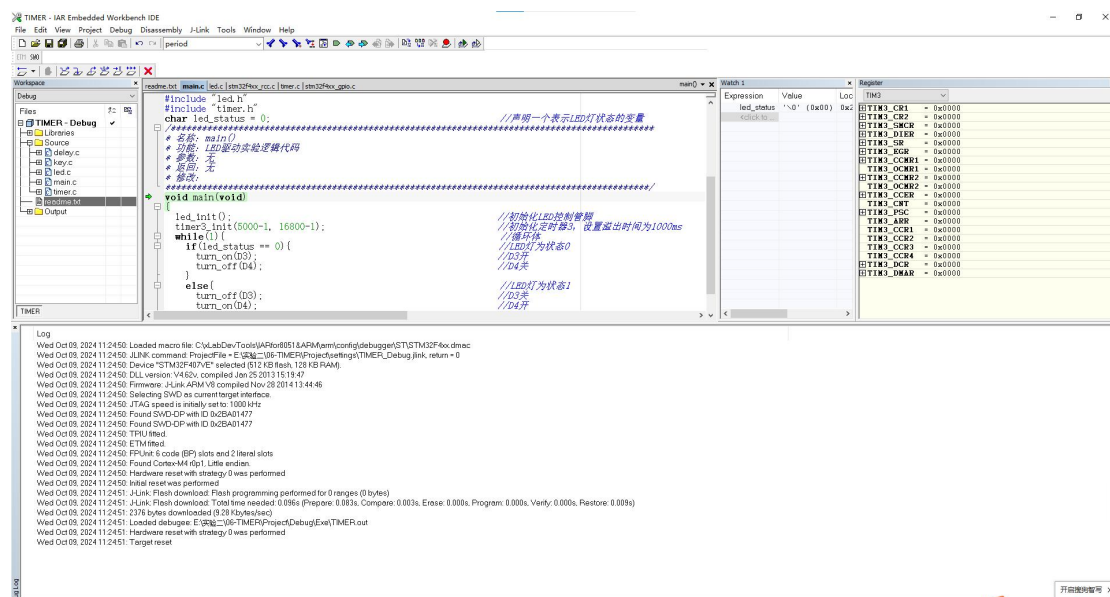 TIMER - IAR Embedded Workbench IDE
File Edit View Project Debug Disassembly J-Link Tools Window Help
period
ETM SWO
Workspace
Debug
Files
TIMER - Debug
Libraries
Source
delay.c
key.c
led.c
main.c
timer.c
readme.txt
Output
TIMER
readme.txt main.c led.c stm32f4xx_rcc.c timer.c stm32f4xx_gpio.c
main()
#include "led.h"
#include "timer.h"
char led_status = 0; //声明一个表示LED灯状态的变量
* 名称: main()
* 功能: LED驱动实验逻辑代码
* 参数: 无
* 返回: 无
* 修改:
void main(void)
{
led_init(); //初始化LED控制管脚
timer3_init(5000-1, 16800-1); //初始化定时器3, 设置溢出时间为1000ms
while(1){ //循环体
if(led_status == 0){ //LED灯为状态0
turn_on(D3); //D3开
turn_off(D4); //D4关
}
else{ //LED灯为状态1
turn_off(D3); //D3关
turn_on(D4); //D4开
Watch 1
Expression Value Loc
led_status '\0' (0x00) 0x2
<click to ...
Register
TIM3
TIM3_CR1 = 0x0000
TIM3_CR2 = 0x0000
TIM3_SMCR = 0x0000
TIM3_DIER = 0x0000
TIM3_SR = 0x0000
TIM3_EGR = 0x0000
TIM3_CCMR1 = 0x0000
TIM3_OCMR1 = 0x0000
TIM3_CCMR2 = 0x0000
TIM3_OCMR2 = 0x0000
TIM3_CCER = 0x0000
TIM3_CNT = 0x0000
TIM3_PSC = 0x0000
TIM3_ARR = 0x0000
TIM3_CCR1 = 0x0000
TIM3_CCR2 = 0x0000
TIM3_CCR3 = 0x0000
TIM3_CCR4 = 0x0000
TIM3_DCR = 0x0000
TIM3_DMAR = 0x0000
Log
Wed Oct 09, 2024 11:24:50: Loaded macro file: C:\xLabDevTools\IARfor8051&ARM\arm\config\debugger\ST\STM32F4xx.dmac
Wed Oct 09, 2024 11:24:50: JLINK command: ProjectFile = E:\实验二\06-TIMER\Project\settings\TIMER_Debug.jlink, return = 0
Wed Oct 09, 2024 11:24:50: Device "STM32F407VE" selected (512 KB flash, 128 KB RAM).
Wed Oct 09, 2024 11:24:50: DLL version: V4.62v, compiled Jan 25 2013 15:19:47
Wed Oct 09, 2024 11:24:50: Firmware: J-Link ARM V8 compiled Nov 28 2014 13:44:46
Wed Oct 09, 2024 11:24:50: Selecting SWD as current target interface.
Wed Oct 09, 2024 11:24:50: JTAG speed is initially set to: 1000 kHz
Wed Oct 09, 2024 11:24:50: Found SWD-DP with ID 0x2BA01477
Wed Oct 09, 2024 11:24:50: Found SWD-DP with ID 0x2BA01477
Wed Oct 09, 2024 11:24:50: TPIU fitted.
Wed Oct 09, 2024 11:24:50: ETM fitted.
Wed Oct 09, 2024 11:24:50: FPUnit: 6 code (BP) slots and 2 literal slots
Wed Oct 09, 2024 11:24:50: Found Cortex-M4 r0p1, Little endian.
Wed Oct 09, 2024 11:24:50: Hardware reset with strategy 0 was performed
Wed Oct 09, 2024 11:24:50: Initial reset was performed
Wed Oct 09, 2024 11:24:51: J-Link: Flash download: Flash programming performed for 0 ranges (0 bytes)
Wed Oct 09, 2024 11:24:51: J-Link: Flash download: Total time needed: 0.096s (Prepare: 0.083s, Compare: 0.003s, Erase: 0.000s, Program: 0.000s, Verify: 0.000s, Restore: 0.009s)
Wed Oct 09, 2024 11:24:51: 2376 bytes downloaded (9.28 Kbytes/sec)
Wed Oct 09, 2024 11:24:51: Loaded debugee: E:\实验二\06-TIMER\Project\Debug\Exe\TIMER.out
Wed Oct 09, 2024 11:24:51: Hardware reset with strategy 0 was performed
Wed Oct 09, 2024 11:24:51: Target reset
开启搜狗智写